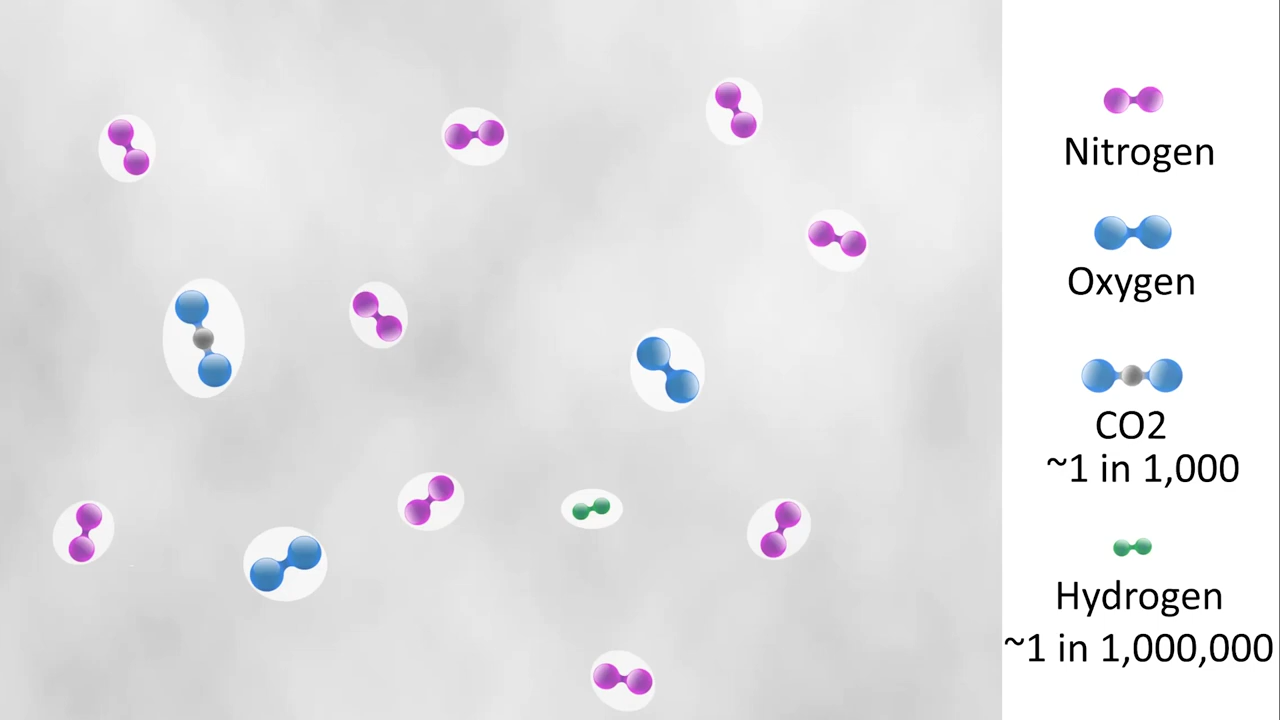 Nitrogen
Oxygen
CO2
~1 in 1,000
Hydrogen
~1 in 1,000,000